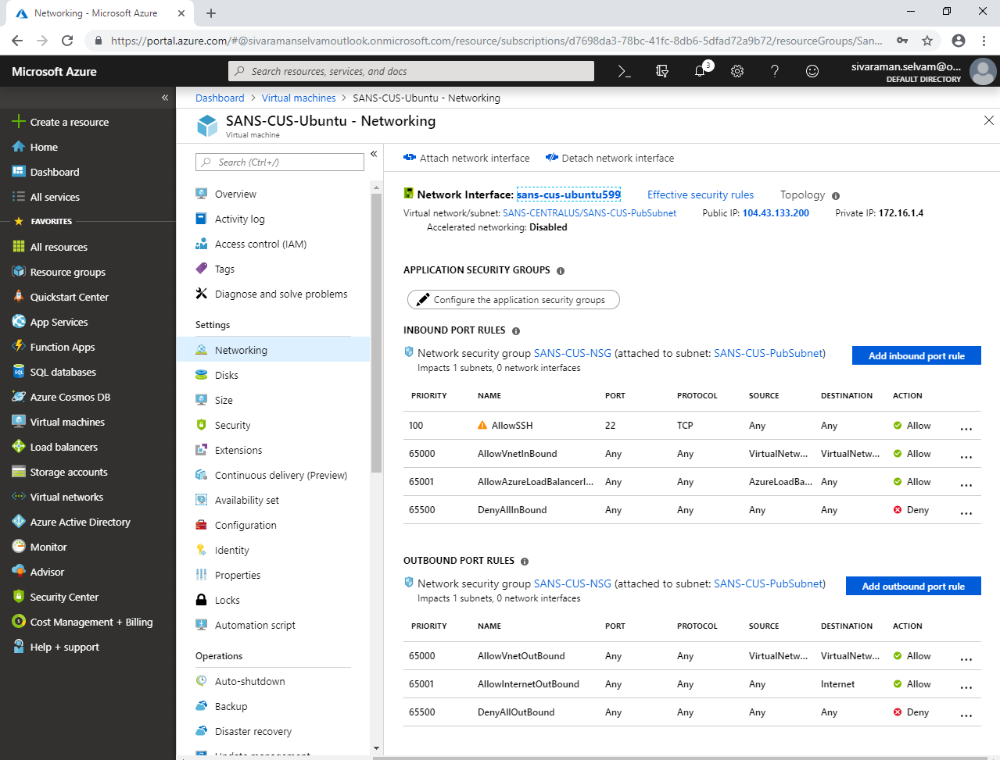 Networking - Microsoft Azure
https://portal.azure.com/#@sivaramanselvamoutlook.onmicrosoft.com/resource/subscriptions/d7698da3-78bc-41fc-8db6-5dfad72a9b72/resourceGroups/San...
Microsoft Azure
Search resources, services, and docs
3
sivaraman.selvam@o...
DEFAULT DIRECTORY
Create a resource
Home
Dashboard
All services
FAVORITES
All resources
Resource groups
Quickstart Center
App Services
Function Apps
SQL databases
Azure Cosmos DB
Virtual machines
Load balancers
Storage accounts
Virtual networks
Azure Active Directory
Monitor
Advisor
Security Center
Cost Management + Billing
Help + support
Dashboard > Virtual machines > SANS-CUS-Ubuntu - Networking
SANS-CUS-Ubuntu - Networking
Virtual machine
Search (Ctrl+/)
Overview
Activity log
Access control (IAM)
Tags
Diagnose and solve problems
Settings
Networking
Disks
Size
Security
Extensions
Continuous delivery (Preview)
Availability set
Configuration
Identity
Properties
Locks
Automation script
Operations
Auto-shutdown
Backup
Disaster recovery
Update management
Attach network interface Detach network interface
Network Interface: sans-cus-ubuntu599 Effective security rules Topology
Virtual network/subnet: SANS-CENTRALUS/SANS-CUS-PubSubnet Public IP: 104.43.133.200 Private IP: 172.16.1.4
Accelerated networking: Disabled
APPLICATION SECURITY GROUPS
Configure the application security groups
INBOUND PORT RULES
Network security group SANS-CUS-NSG (attached to subnet: SANS-CUS-PubSubnet)
Impacts 1 subnets, 0 network interfaces
Add inbound port rule
PRIORITY NAME PORT PROTOCOL SOURCE DESTINATION ACTION
100 AllowSSH 22 TCP Any Any Allow ...
65000 AllowVnetInBound Any Any VirtualNetw... VirtualNetw... Allow ...
65001 AllowAzureLoadBalancerI... Any Any AzureLoadBa... Any Allow ...
65500 DenyAllInBound Any Any Any Any Deny ...
OUTBOUND PORT RULES
Network security group SANS-CUS-NSG (attached to subnet: SANS-CUS-PubSubnet)
Impacts 1 subnets, 0 network interfaces
Add outbound port rule
PRIORITY NAME PORT PROTOCOL SOURCE DESTINATION ACTION
65000 AllowVnetOutBound Any Any VirtualNetw... VirtualNetw... Allow ...
65001 AllowInternetOutBound Any Any Any Internet Allow ...
65500 DenyAllOutBound Any Any Any Any Deny ...